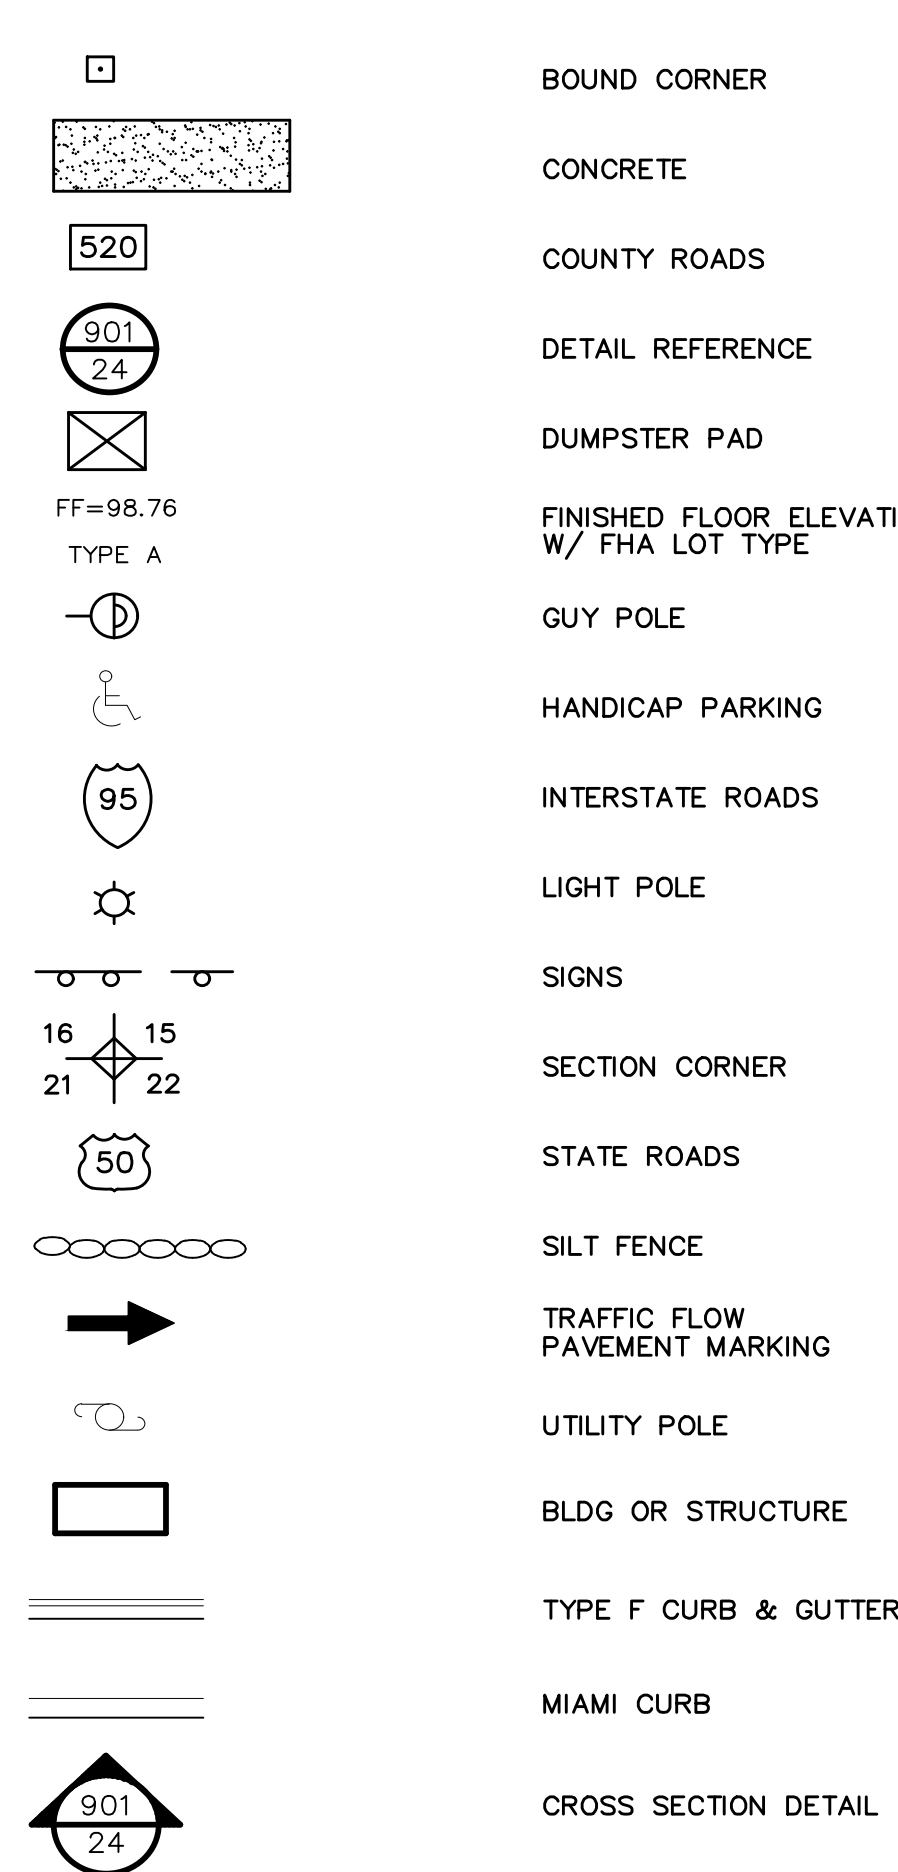 BOUND CORNER
CONCRETE
520 COUNTY ROADS
901
24
DETAIL REFERENCE
DUMPSTER PAD
FF=98.76
TYPE A
FINISHED FLOOR ELEVATI
W/ FHA LOT TYPE
GUY POLE
HANDICAP PARKING
95 INTERSTATE ROADS
LIGHT POLE
SIGNS
16 15
21 22
SECTION CORNER
50 STATE ROADS
SILT FENCE
TRAFFIC FLOW
PAVEMENT MARKING
UTILITY POLE
BLDG OR STRUCTURE
TYPE F CURB & GUTTER
MIAMI CURB
901
24
CROSS SECTION DETAIL